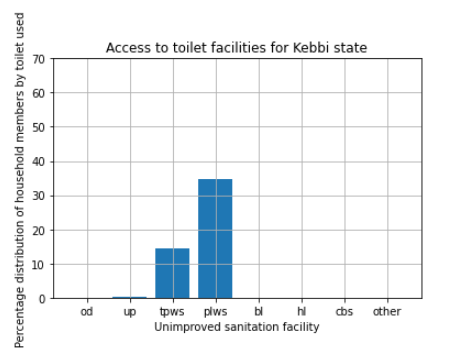 Access to toilet facilities for Kebbi state
Percentage distribution of household members by toilet used
70
60
50
40
30
20
10
0
od up tpws plws bl hl cbs other
Unimproved sanitation facility